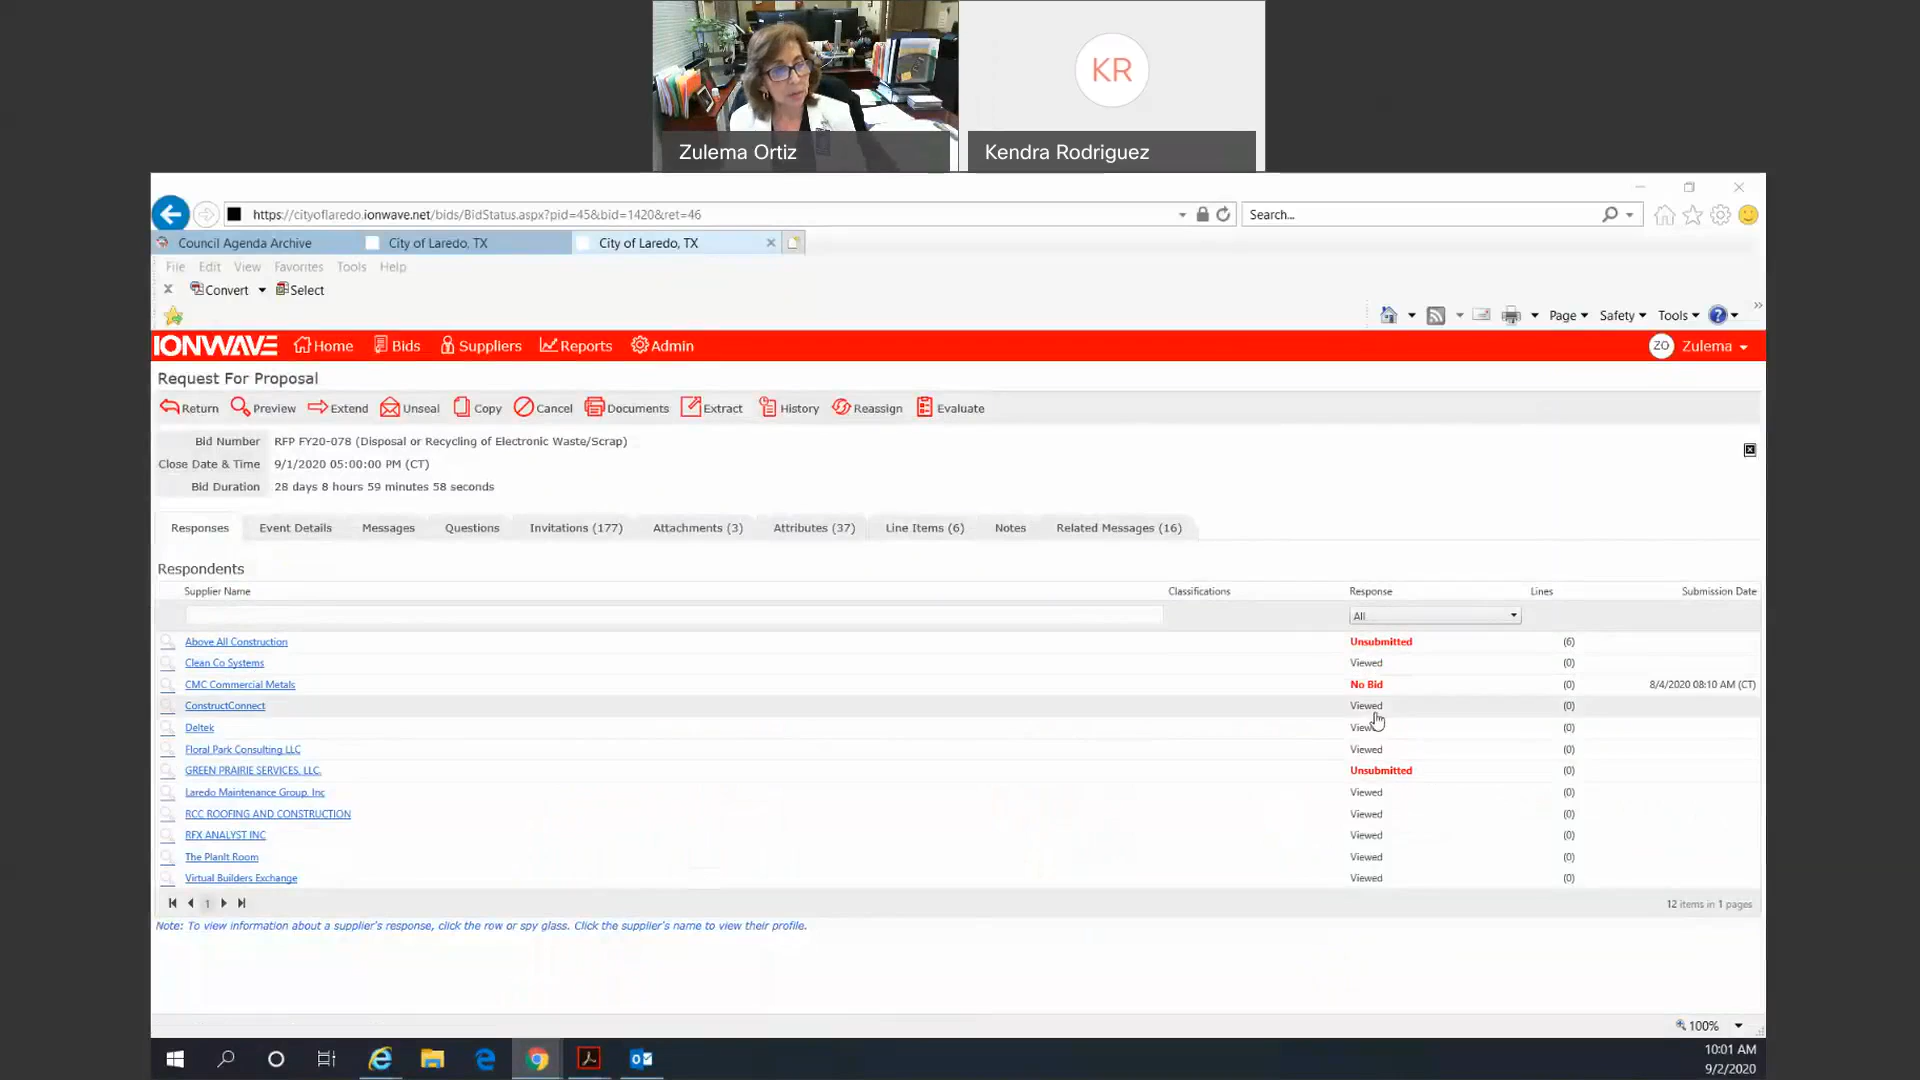 KR
Zulema Ortiz
Kendra Rodriguez
https://cityoflaredo.ionwave.net/bids/BidStatus.aspx?pid=45&bid=1420&ret=46
Search...
Council Agenda Archive
City of Laredo, TX
City of Laredo, TX
File Edit View Favorites Tools Help
Convert Select
Page Safety Tools
IONWAVE Home Bids Suppliers Reports Admin ZO Zulema
Request For Proposal
Return Preview Extend Unseal Copy Cancel Documents Extract History Reassign Evaluate
Bid Number RFP FY20-078 (Disposal or Recycling of Electronic Waste/Scrap)
Close Date & Time 9/1/2020 05:00:00 PM (CT)
Bid Duration 28 days 8 hours 59 minutes 58 seconds
Responses Event Details Messages Questions Invitations (177) Attachments (3) Attributes (37) Line Items (6) Notes Related Messages (16)
Respondents
Supplier Name Classifications Response Lines Submission Date
All
Above All Construction Unsubmitted (6)
Clean Co Systems Viewed (0)
CMC Commercial Metals No Bid (0) 8/4/2020 08:10 AM (CT)
ConstructConnect Viewed (0)
Deltek Viewed (0)
Floral Park Consulting LLC Viewed (0)
GREEN PRAIRIE SERVICES, LLC. Unsubmitted (0)
Laredo Maintenance Group, Inc Viewed (0)
RCC ROOFING AND CONSTRUCTION Viewed (0)
RFX ANALYST INC Viewed (0)
The PlanIt Room Viewed (0)
Virtual Builders Exchange Viewed (0)
1
12 items in 1 pages
Note: To view information about a supplier's response, click the row or spy glass. Click the supplier's name to view their profile.
100%
10:01 AM
9/2/2020